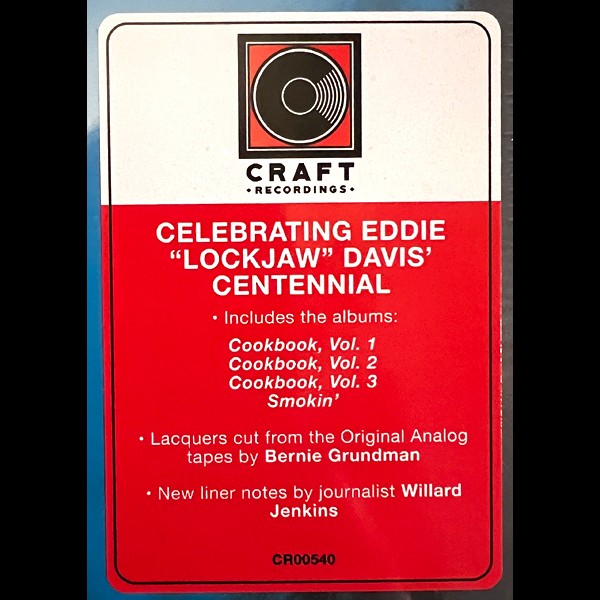 CRAFT
• RECORDINGS •
CELEBRATING EDDIE
“LOCKJAW” DAVIS’
CENTENNIAL
• Includes the albums:
Cookbook, Vol. 1
Cookbook, Vol. 2
Cookbook, Vol. 3
Smokin’
• Lacquers cut from the Original Analog
tapes by Bernie Grundman
• New liner notes by journalist Willard
Jenkins
CR00540